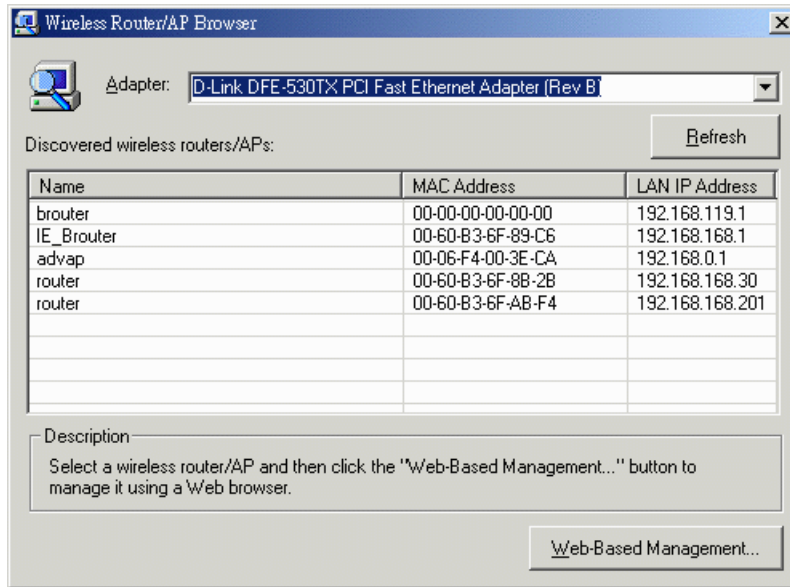 Wireless Router/AP Browser
Adapter: D-Link DFE-530TX PCI Fast Ethernet Adapter (Rev B)
Discovered wireless routers/APs: Refresh
Name MAC Address LAN IP Address
brouter 00-00-00-00-00-00 192.168.119.1
IE_Brouter 00-60-B3-6F-89-C6 192.168.168.1
advap 00-06-F4-00-3E-CA 192.168.0.1
router 00-60-B3-6F-8B-2B 192.168.168.30
router 00-60-B3-6F-AB-F4 192.168.168.201
Description
Select a wireless router/AP and then click the "Web-Based Management..." button to
manage it using a Web browser.
Web-Based Management...